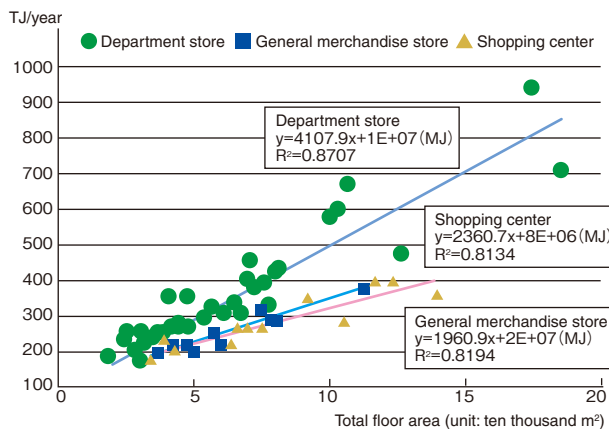 TJ/year
Department store General merchandise store Shopping center
1000
900
800
700
600
500
400
300
200
100
Department store
y=4107.9x+1E+07(MJ)
R²=0.8707
Shopping center
y=2360.7x+8E+06(MJ)
R²=0.8134
General merchandise store
y=1960.9x+2E+07(MJ)
R²=0.8194
0 5 10 15 20
Total floor area (unit: ten thousand m²)